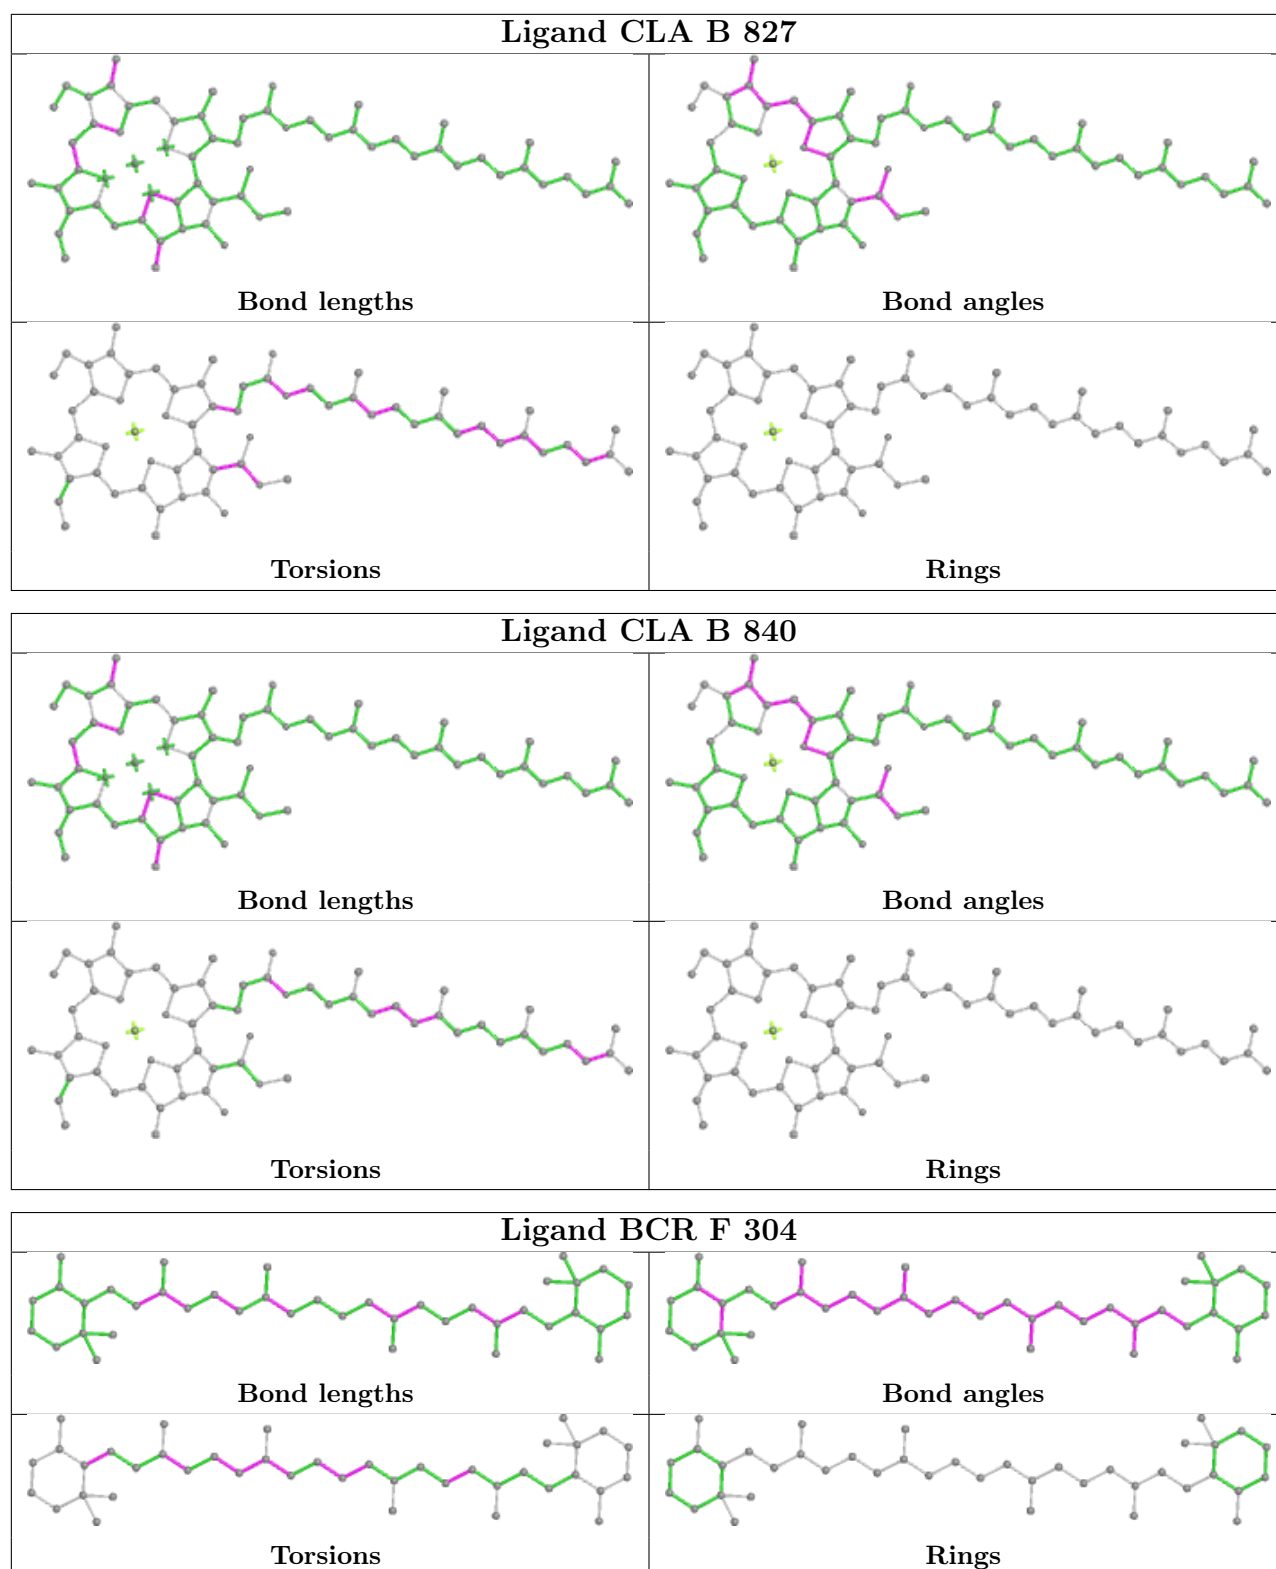 Ligand CLA B 827
Bond lengths
Bond angles
Torsions
Rings
Ligand CLA B 840
Bond lengths
Bond angles
Torsions
Rings
Ligand BCR F 304
Bond lengths
Bond angles
Torsions
Rings